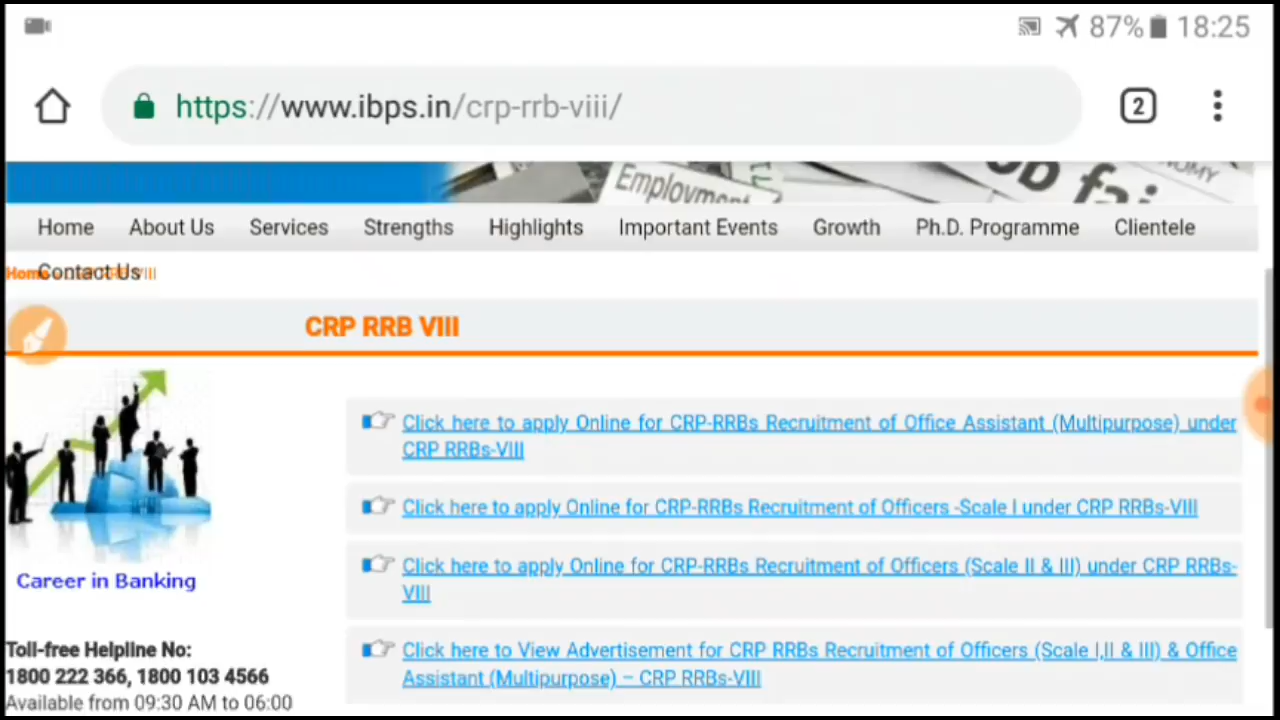 87% 18:25
https://www.ibps.in/crp-rrb-viii/ 2
Employment
Home About Us Services Strengths Highlights Important Events Growth Ph.D. Programme Clientele
Contact Us
CRP RRB VIII
Click here to apply Online for CRP-RRBs Recruitment of Office Assistant (Multipurpose) under
CRP RRBs-VIII
Click here to apply Online for CRP-RRBs Recruitment of Officers -Scale I under CRP RRBs-VIII
Click here to apply Online for CRP-RRBs Recruitment of Officers (Scale II & III) under CRP RRBs-
VIII
Click here to View Advertisement for CRP RRBs Recruitment of Officers (Scale I,II & III) & Office
Assistant (Multipurpose) – CRP RRBs-VIII
Career in Banking
Toll-free Helpline No:
1800 222 366, 1800 103 4566
Available from 09:30 AM to 06:00